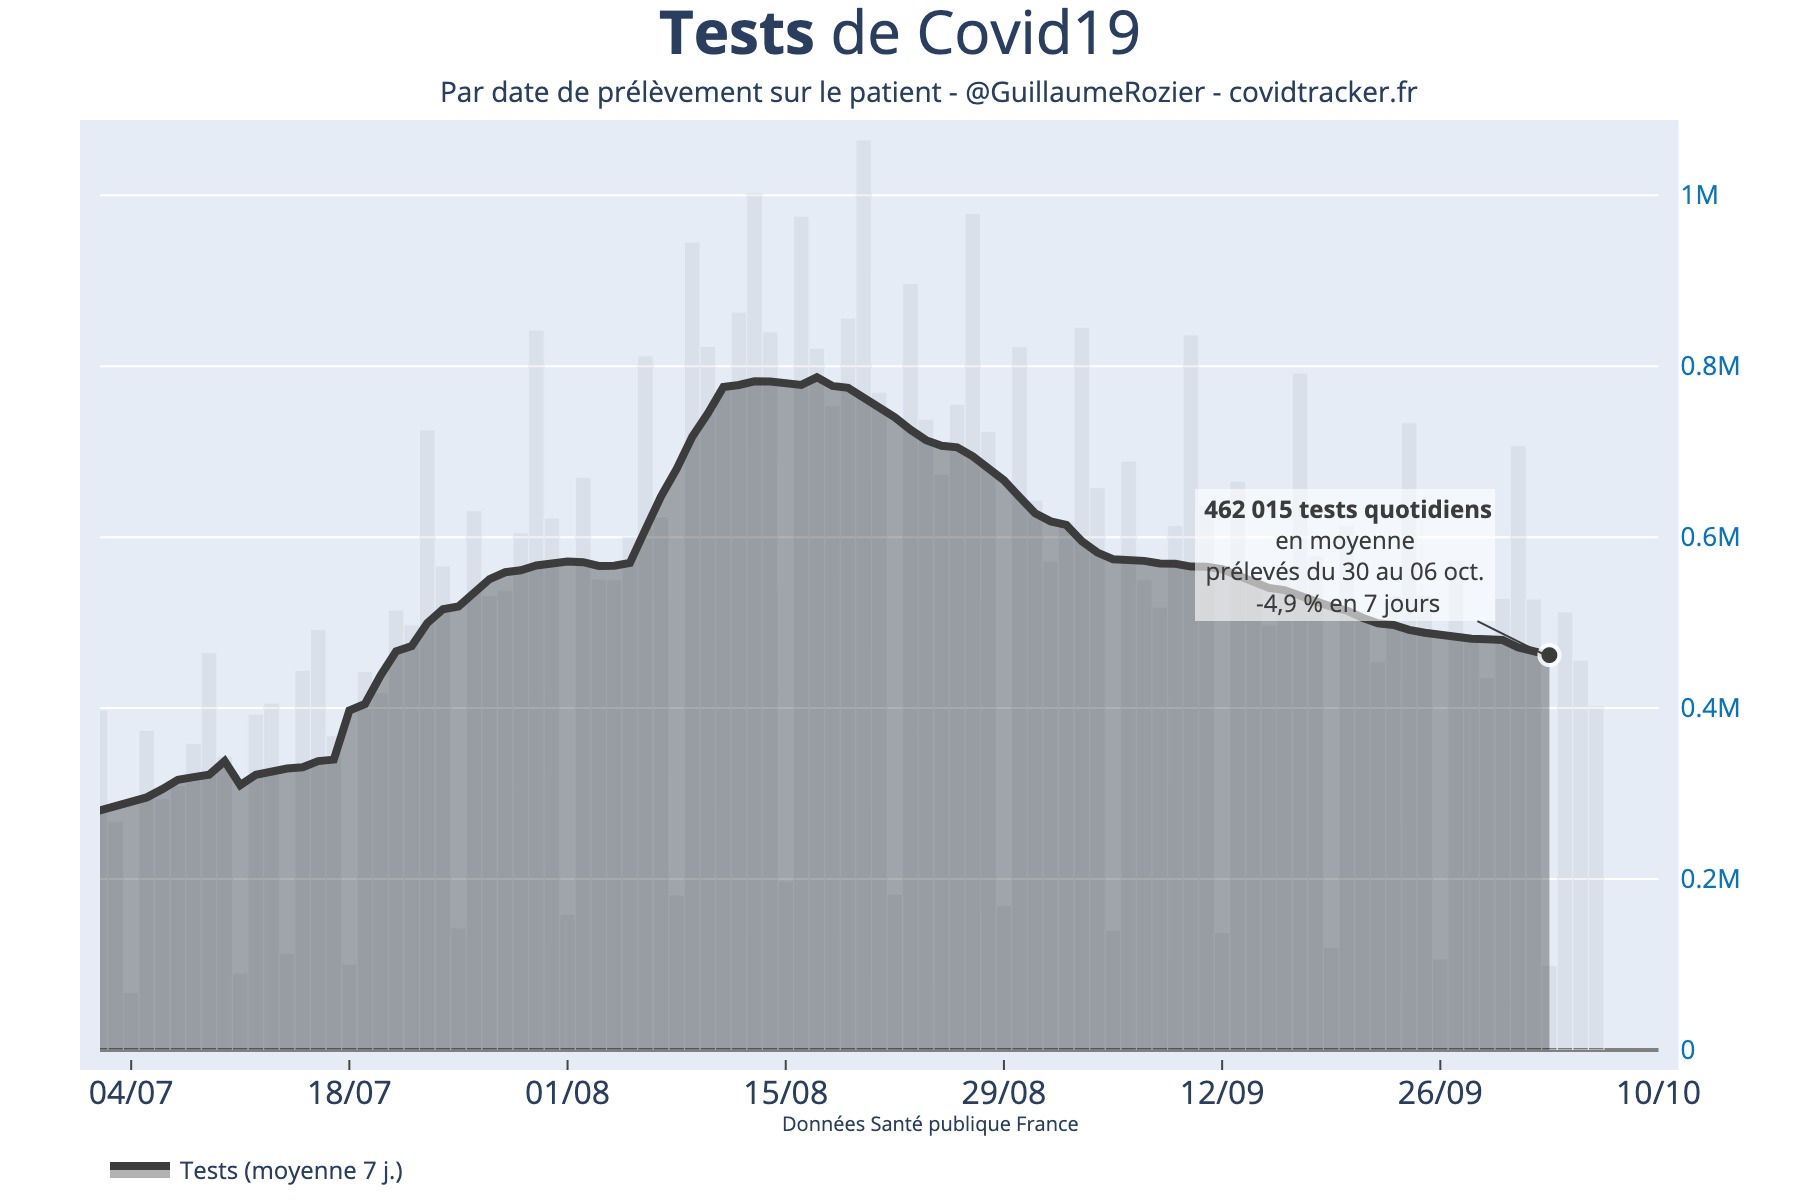 Tests de Covid19
Par date de prélèvement sur le patient - @GuillaumeRozier - covidtracker.fr
1M
0.8M
0.6M
0.4M
0.2M
0
462 015 tests quotidiens
en moyenne
prélevés du 30 au 06 oct.
-4,9 % en 7 jours
04/07 18/07 01/08 15/08 29/08 12/09 26/09 10/10
Données Santé publique France
Tests (moyenne 7 j.)